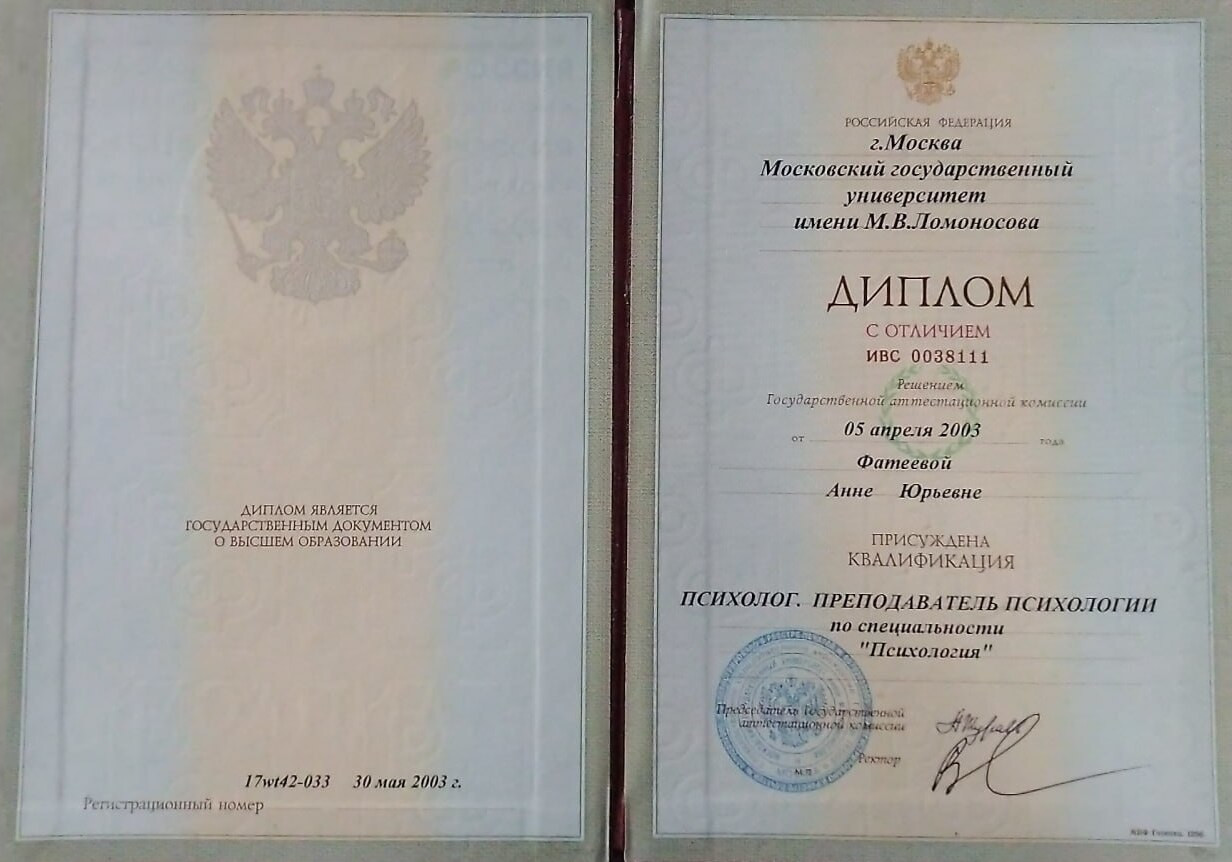 ДИПЛОМ ЯВЛЯЕТСЯ
ГОСУДАРСТВЕННЫМ ДОКУМЕНТОМ
О ВЫСШЕМ ОБРАЗОВАНИИ
17wt42-033 30 мая 2003 г.
Регистрационный номер
РОССИЙСКАЯ ФЕДЕРАЦИЯ
г.Москва
Московский государственный
университет
имени М.В.Ломоносова
ДИПЛОМ
С ОТЛИЧИЕМ
ИВС 0038111
Решением
Государственной аттестационной комиссии
от 05 апреля 2003 года
Фатеевой
Анне Юрьевне
ПРИСУЖДЕНА
КВАЛИФИКАЦИЯ
ПСИХОЛОГ. ПРЕПОДАВАТЕЛЬ ПСИХОЛОГИИ
по специальности
"Психология"
Председатель Государственной
аттестационной комиссии
Ректор